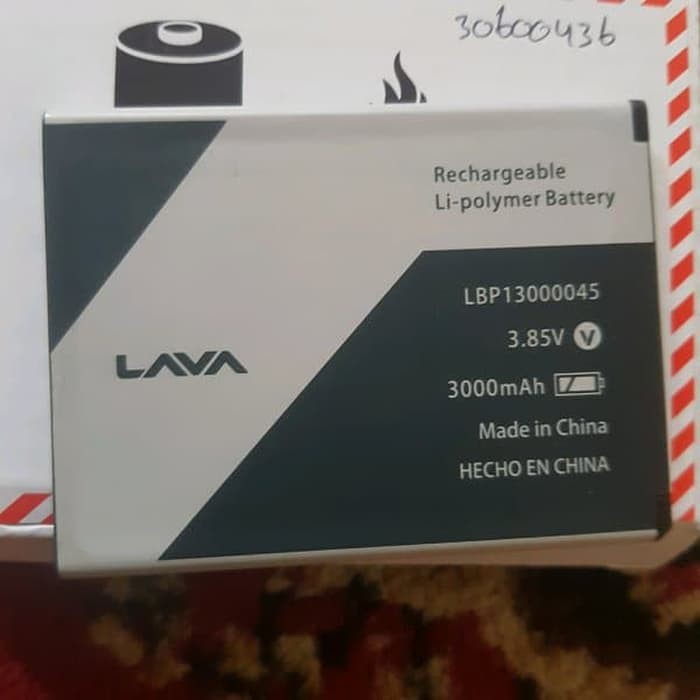 30600436
Rechargeable
Li-polymer Battery
LBP13000045
3.85V V
LAVA
3000mAh
Made in China
HECHO EN CHINA